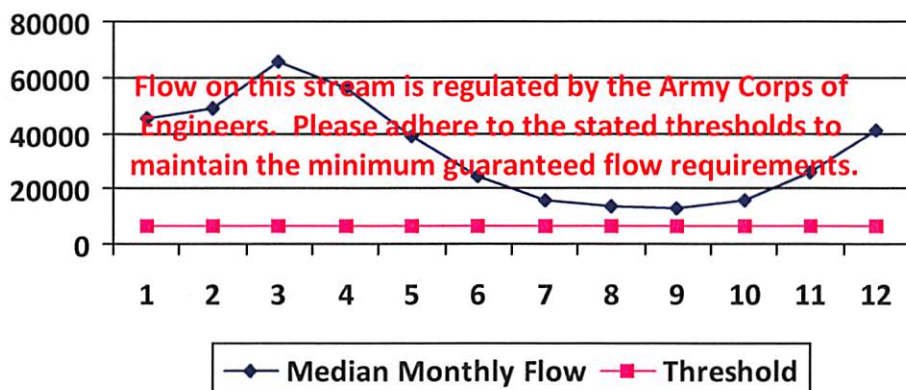 80000
60000
40000
20000
0
Flow on this stream is regulated by the Army Corps of
Engineers. Please adhere to the stated thresholds to
maintain the minimum guaranteed flow requirements.
1 2 3 4 5 6 7 8 9 10 11 12
Median Monthly Flow Threshold